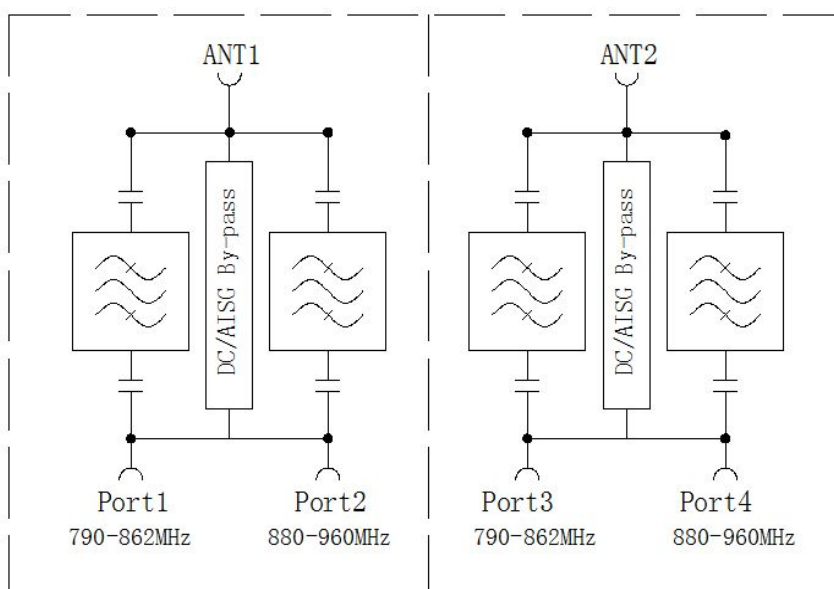 ANT1
ANT2
DC/AISG By-pass
DC/AISG By-pass
Port1
Port2
Port3
Port4
790-862MHz
880-960MHz
790-862MHz
880-960MHz